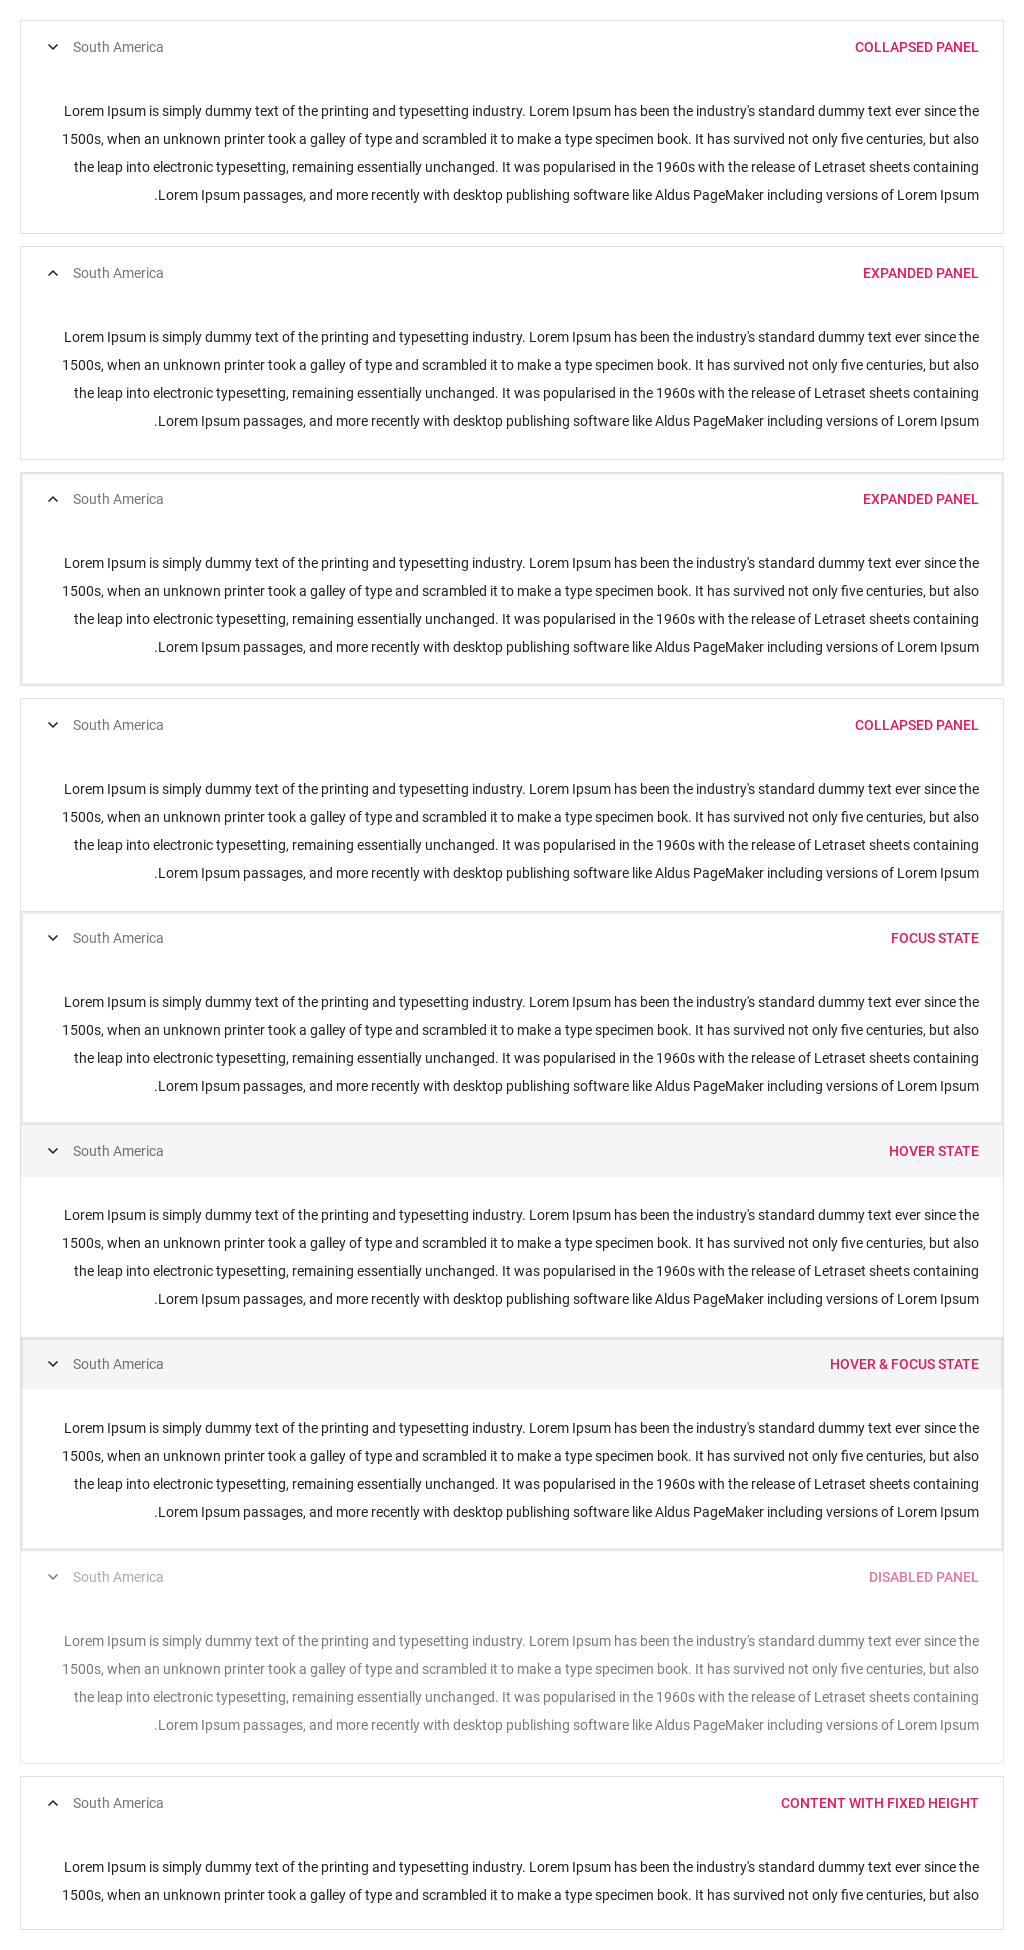 South America COLLAPSED PANEL
Lorem Ipsum is simply dummy text of the printing and typesetting industry. Lorem Ipsum has been the industry's standard dummy text ever since the
1500s, when an unknown printer took a galley of type and scrambled it to make a type specimen book. It has survived not only five centuries, but also
the leap into electronic typesetting, remaining essentially unchanged. It was popularised in the 1960s with the release of Letraset sheets containing
.Lorem Ipsum passages, and more recently with desktop publishing software like Aldus PageMaker including versions of Lorem Ipsum
South America EXPANDED PANEL
Lorem Ipsum is simply dummy text of the printing and typesetting industry. Lorem Ipsum has been the industry's standard dummy text ever since the
1500s, when an unknown printer took a galley of type and scrambled it to make a type specimen book. It has survived not only five centuries, but also
the leap into electronic typesetting, remaining essentially unchanged. It was popularised in the 1960s with the release of Letraset sheets containing
.Lorem Ipsum passages, and more recently with desktop publishing software like Aldus PageMaker including versions of Lorem Ipsum
South America EXPANDED PANEL
Lorem Ipsum is simply dummy text of the printing and typesetting industry. Lorem Ipsum has been the industry's standard dummy text ever since the
1500s, when an unknown printer took a galley of type and scrambled it to make a type specimen book. It has survived not only five centuries, but also
the leap into electronic typesetting, remaining essentially unchanged. It was popularised in the 1960s with the release of Letraset sheets containing
.Lorem Ipsum passages, and more recently with desktop publishing software like Aldus PageMaker including versions of Lorem Ipsum
South America COLLAPSED PANEL
Lorem Ipsum is simply dummy text of the printing and typesetting industry. Lorem Ipsum has been the industry's standard dummy text ever since the
1500s, when an unknown printer took a galley of type and scrambled it to make a type specimen book. It has survived not only five centuries, but also
the leap into electronic typesetting, remaining essentially unchanged. It was popularised in the 1960s with the release of Letraset sheets containing
.Lorem Ipsum passages, and more recently with desktop publishing software like Aldus PageMaker including versions of Lorem Ipsum
South America FOCUS STATE
Lorem Ipsum is simply dummy text of the printing and typesetting industry. Lorem Ipsum has been the industry's standard dummy text ever since the
1500s, when an unknown printer took a galley of type and scrambled it to make a type specimen book. It has survived not only five centuries, but also
the leap into electronic typesetting, remaining essentially unchanged. It was popularised in the 1960s with the release of Letraset sheets containing
.Lorem Ipsum passages, and more recently with desktop publishing software like Aldus PageMaker including versions of Lorem Ipsum
South America HOVER STATE
Lorem Ipsum is simply dummy text of the printing and typesetting industry. Lorem Ipsum has been the industry's standard dummy text ever since the
1500s, when an unknown printer took a galley of type and scrambled it to make a type specimen book. It has survived not only five centuries, but also
the leap into electronic typesetting, remaining essentially unchanged. It was popularised in the 1960s with the release of Letraset sheets containing
.Lorem Ipsum passages, and more recently with desktop publishing software like Aldus PageMaker including versions of Lorem Ipsum
South America HOVER & FOCUS STATE
Lorem Ipsum is simply dummy text of the printing and typesetting industry. Lorem Ipsum has been the industry's standard dummy text ever since the
1500s, when an unknown printer took a galley of type and scrambled it to make a type specimen book. It has survived not only five centuries, but also
the leap into electronic typesetting, remaining essentially unchanged. It was popularised in the 1960s with the release of Letraset sheets containing
.Lorem Ipsum passages, and more recently with desktop publishing software like Aldus PageMaker including versions of Lorem Ipsum
South America DISABLED PANEL
Lorem Ipsum is simply dummy text of the printing and typesetting industry. Lorem Ipsum has been the industry's standard dummy text ever since the
1500s, when an unknown printer took a galley of type and scrambled it to make a type specimen book. It has survived not only five centuries, but also
the leap into electronic typesetting, remaining essentially unchanged. It was popularised in the 1960s with the release of Letraset sheets containing
.Lorem Ipsum passages, and more recently with desktop publishing software like Aldus PageMaker including versions of Lorem Ipsum
South America CONTENT WITH FIXED HEIGHT
Lorem Ipsum is simply dummy text of the printing and typesetting industry. Lorem Ipsum has been the industry's standard dummy text ever since the
1500s, when an unknown printer took a galley of type and scrambled it to make a type specimen book. It has survived not only five centuries, but also